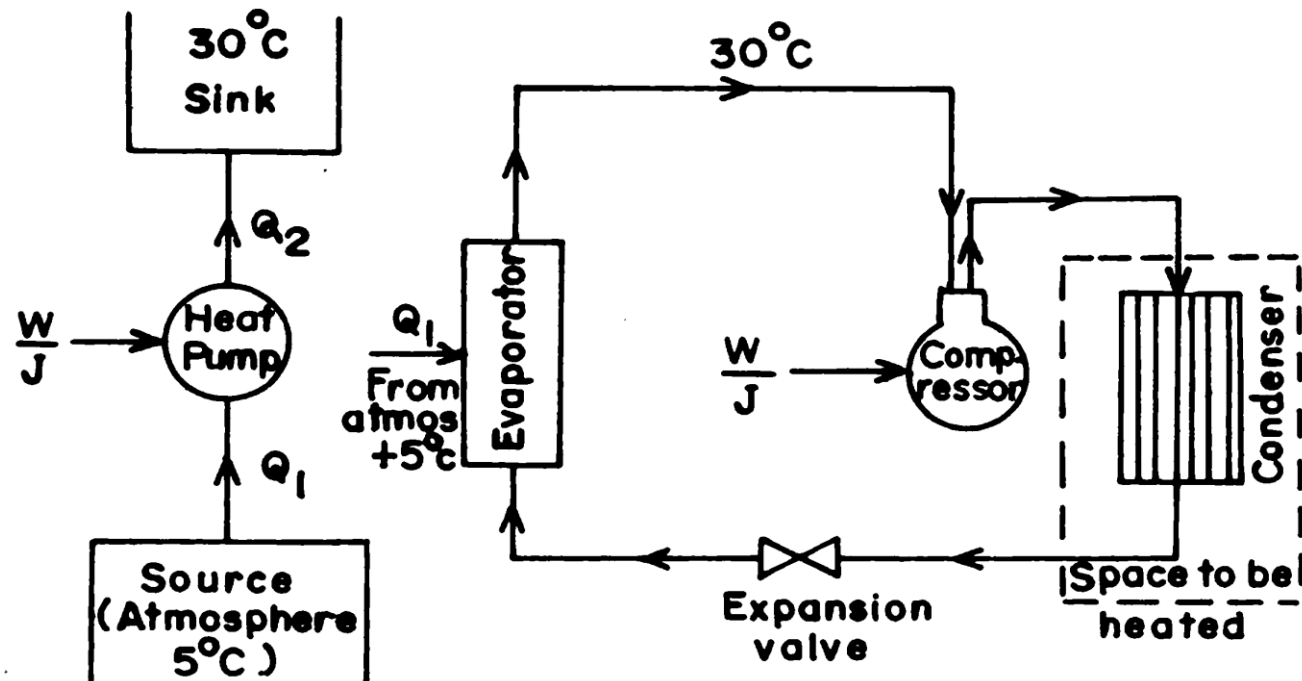 30°C
Sink
Q2
W
J
Heat
Pump
Q1
Source
(Atmosphere
5°C.)
30°C
Evaporator
Q1
From
atmos
+5°c
W
J
Comp-
ressor
Condenser
Expansion
valve
Space to be
heated